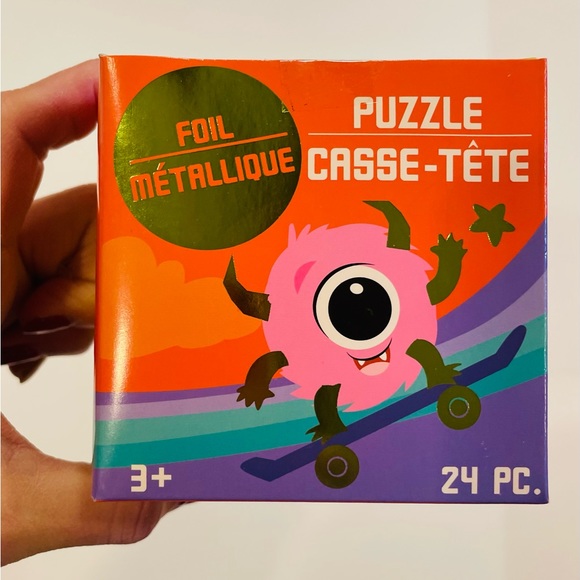 FOIL
MÉTALLIQUE
PUZZLE
CASSE-TÊTE
3+
24 PC.